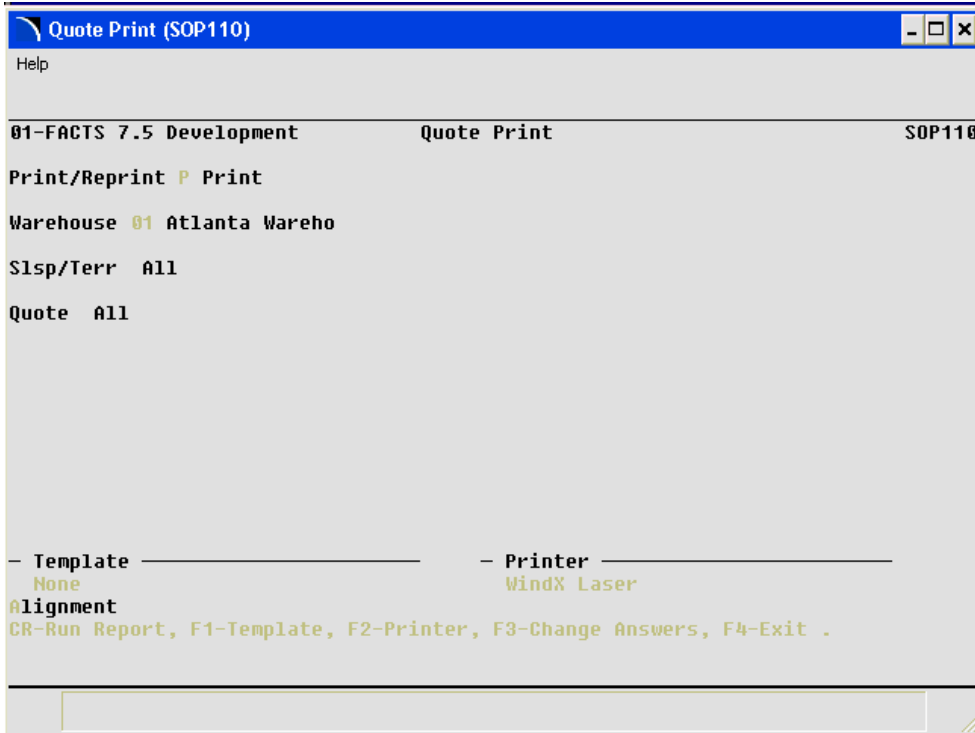 Quote Print (SOP110)
Help
01-FACTS 7.5 Development Quote Print SOP110
Print/Reprint P Print
Warehouse 01 Atlanta Wareho
Slsp/Terr All
Quote All
Template Printer
None WindX Laser
Alignment
CR-Run Report, F1-Template, F2-Printer, F3-Change Answers, F4-Exit .